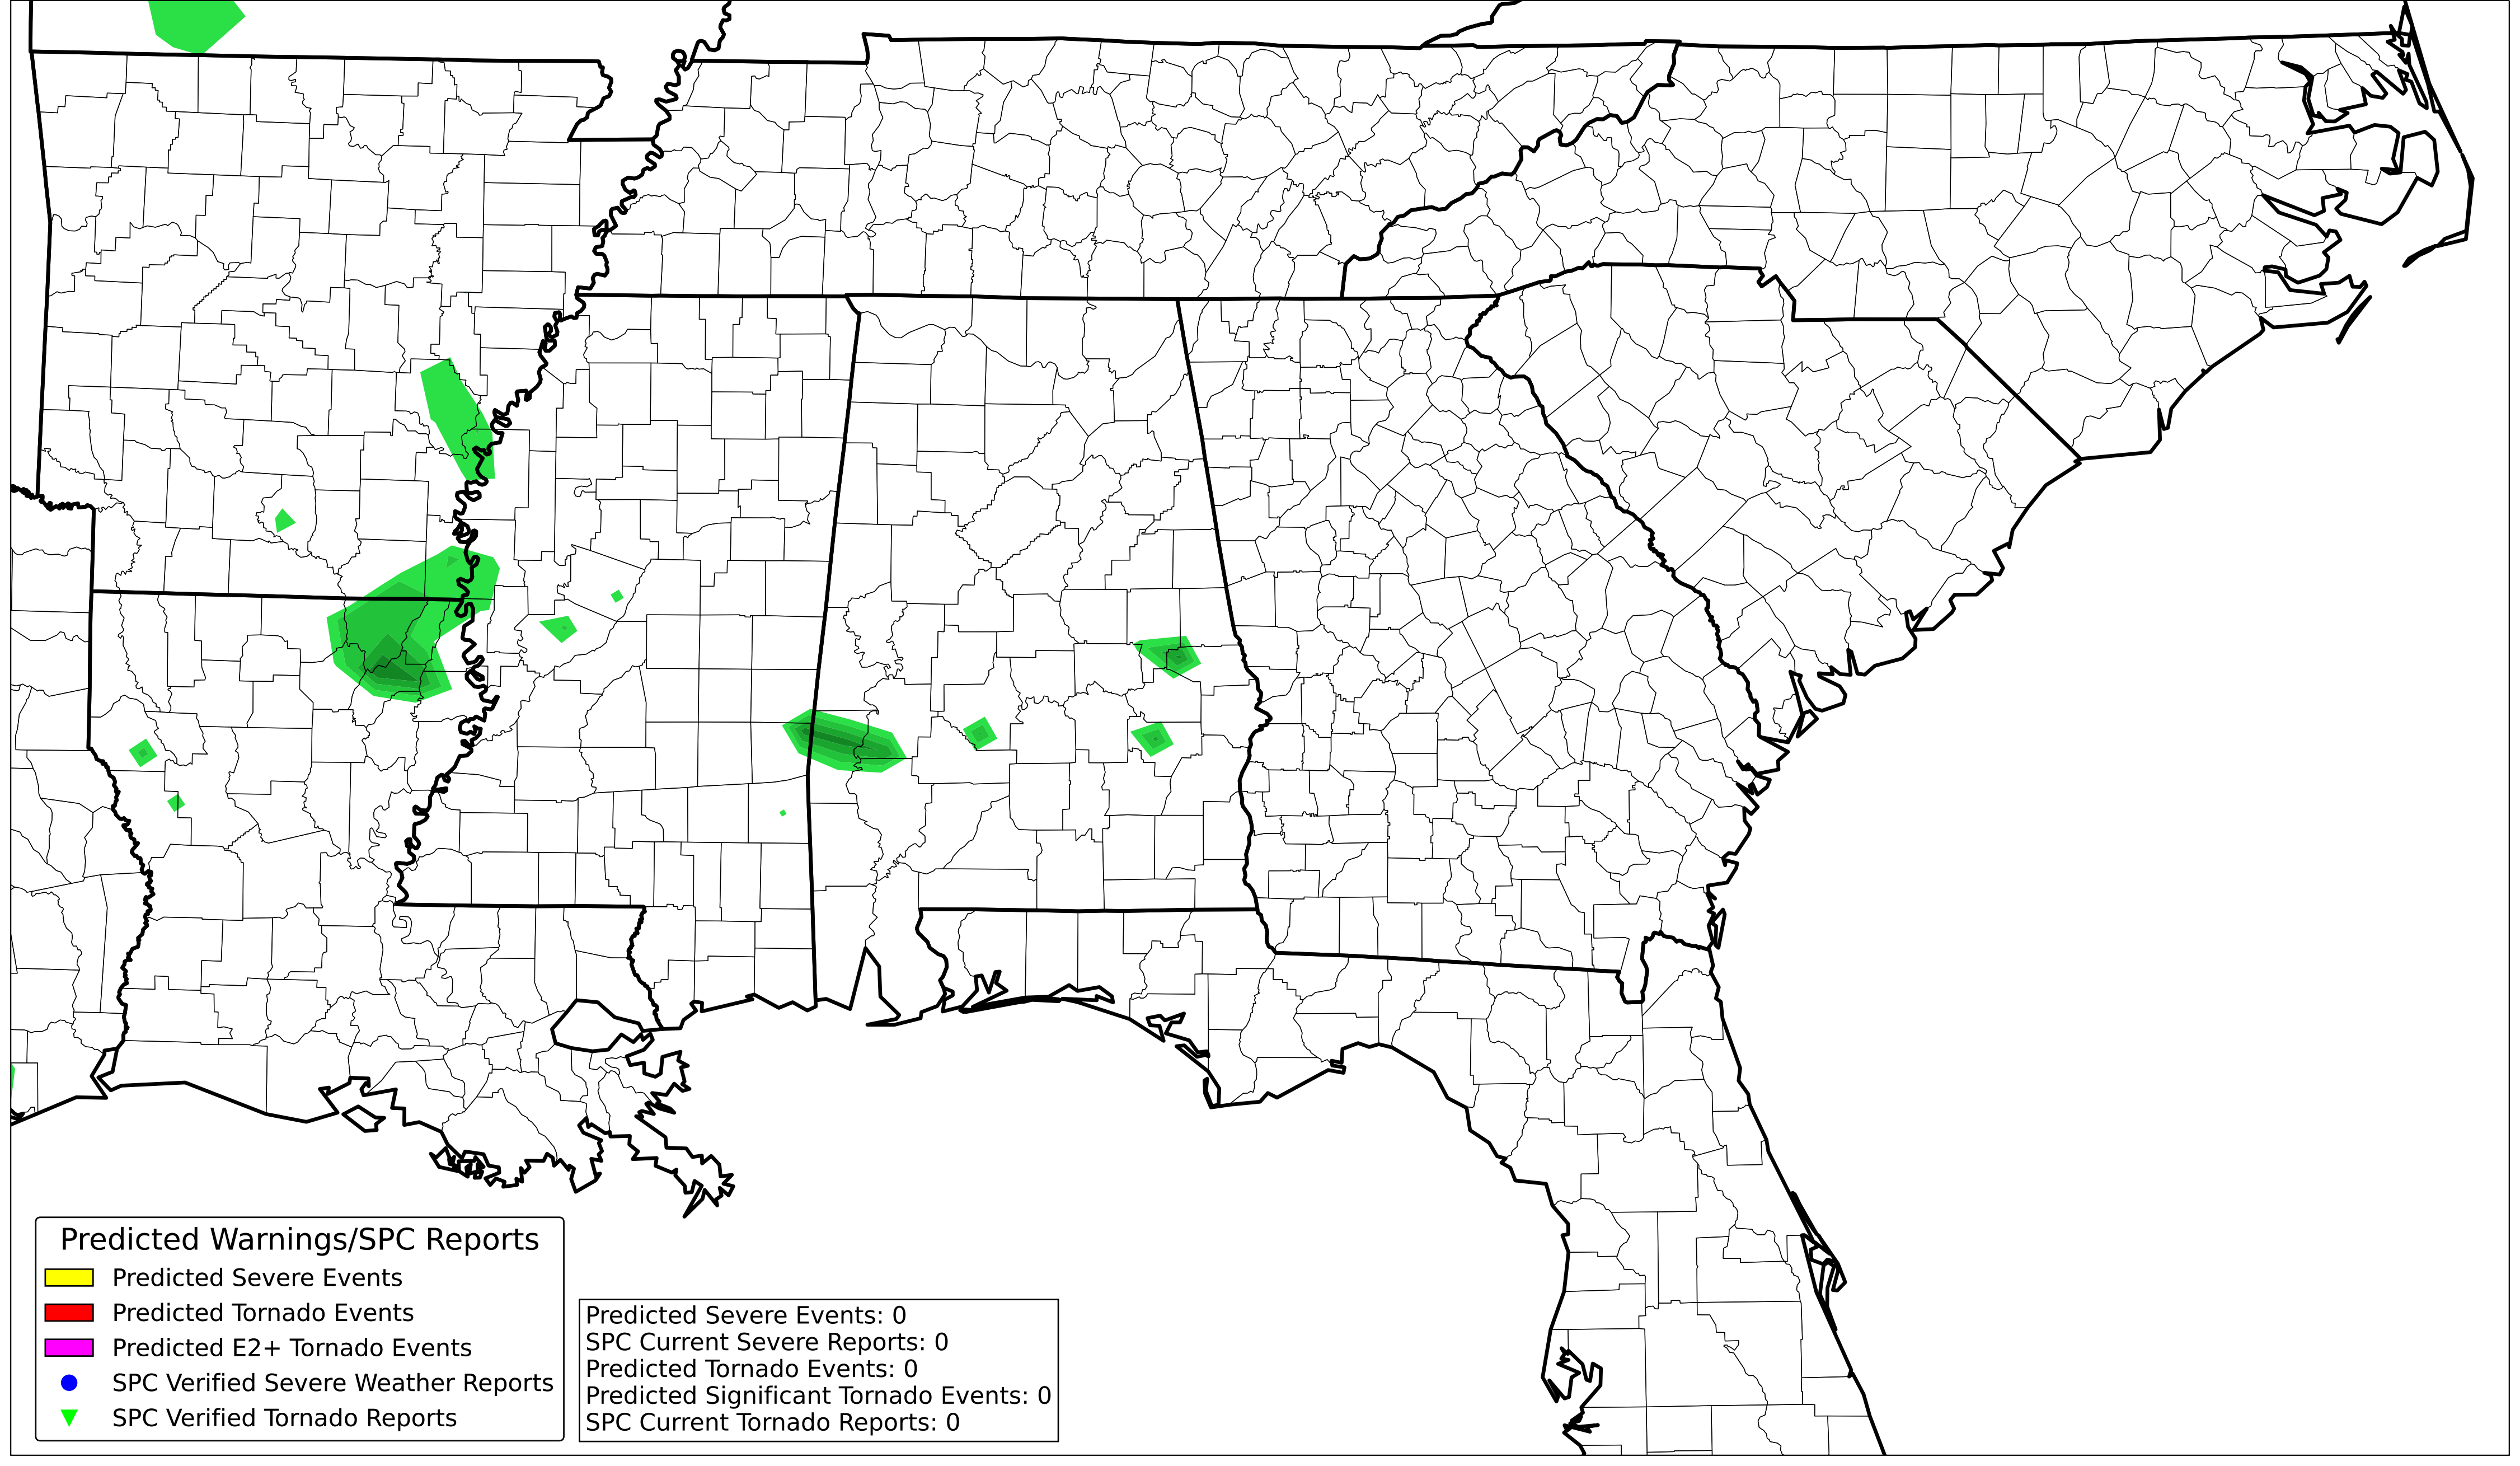 Predicted Warnings/SPC Reports
Predicted Severe Events
Predicted Tornado Events
Predicted E2+ Tornado Events
SPC Verified Severe Weather Reports
SPC Verified Tornado Reports
Predicted Severe Events: 0
SPC Current Severe Reports: 0
Predicted Tornado Events: 0
Predicted Significant Tornado Events: 0
SPC Current Tornado Reports: 0